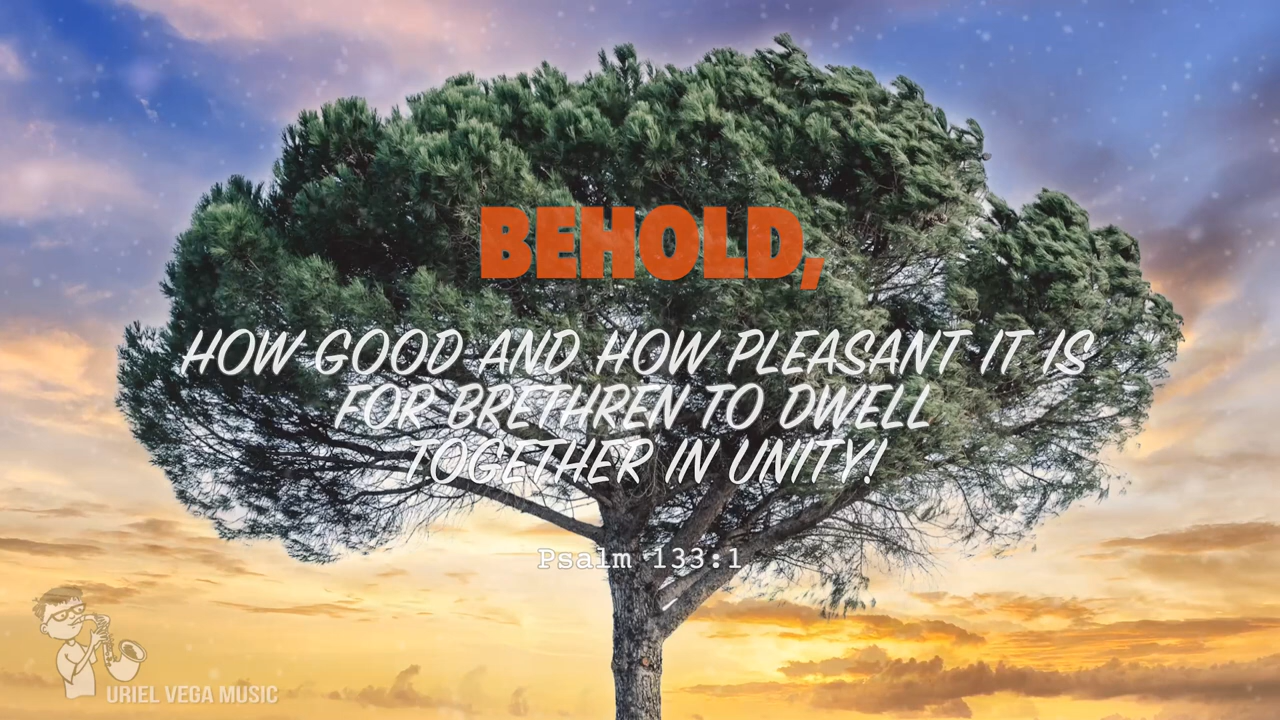 BEHOLD,
HOW GOOD AND HOW PLEASANT IT IS
FOR BRETHREN TO DWELL
TOGETHER IN UNITY!
Psalm 133:1
URIEL VEGA MUSIC